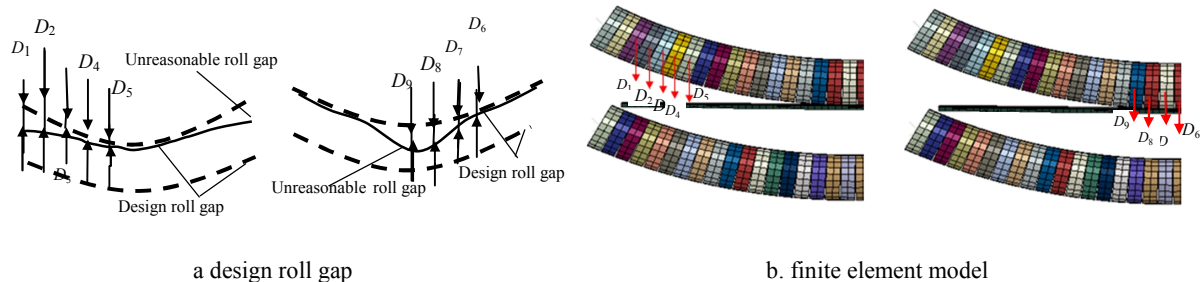 D2
D1
D4
D5
Unreasonable roll gap
D3
Design roll gap
D6
D7
D8
D9
Unreasonable roll gap
Design roll gap
D1
D2
D
D4
D5
D9
D8
D
D6
a design roll gap
b. finite element model